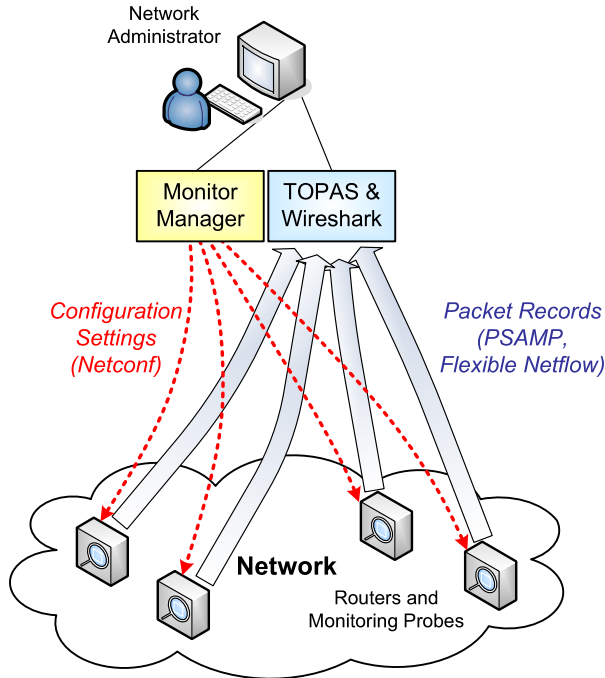 Network
Administrator
Monitor
Manager
TOPAS &
Wireshark
Configuration
Settings
(Netconf)
Packet Records
(PSAMP,
Flexible Netflow)
Network
Routers and
Monitoring Probes